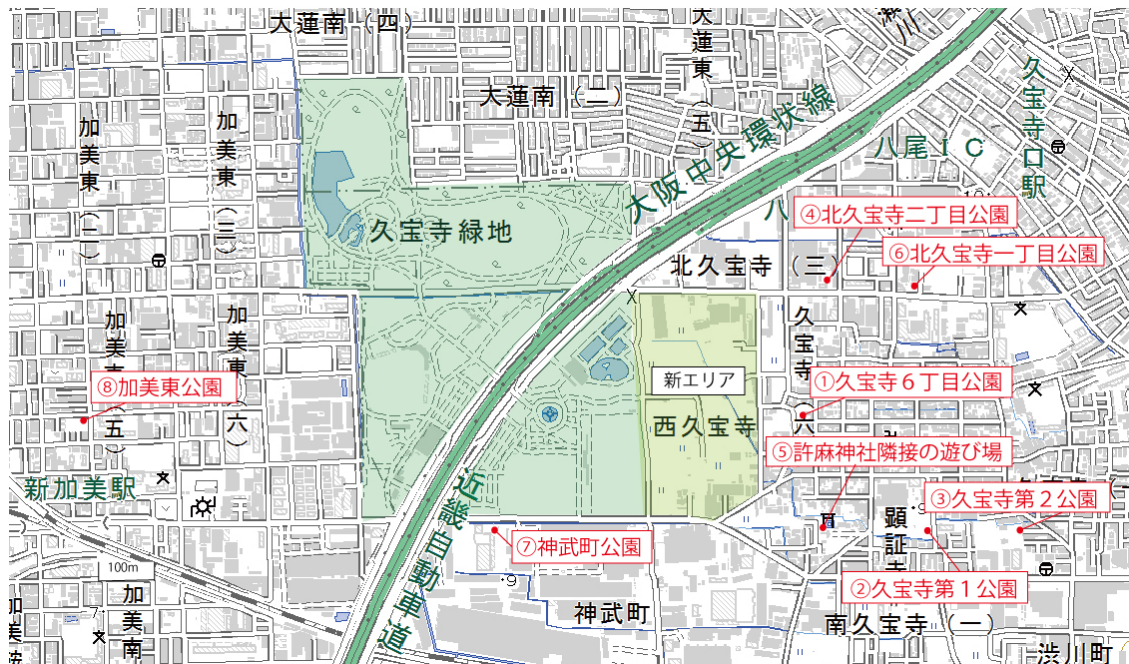 大蓮南（四）
大蓮南（二）
大蓮東（五）
加美東（二）
加美東（三）
久宝寺緑地
大阪中央環状線
八尾ＩＣ
久宝寺口駅
八
④北久宝寺二丁目公園
北久宝寺（三）
⑥北久宝寺一丁目公園
加美東（五）
加美東（六）
久宝寺（六）
新エリア
西久宝寺
①久宝寺６丁目公園
⑧加美東公園
⑤許麻神社隣接の遊び場
③久宝寺第２公園
新加美駅
近畿自動車道
⑦神武町公園
顕証寺
②久宝寺第１公園
100m
加美南
神武町
南久宝寺（一）
渋川町